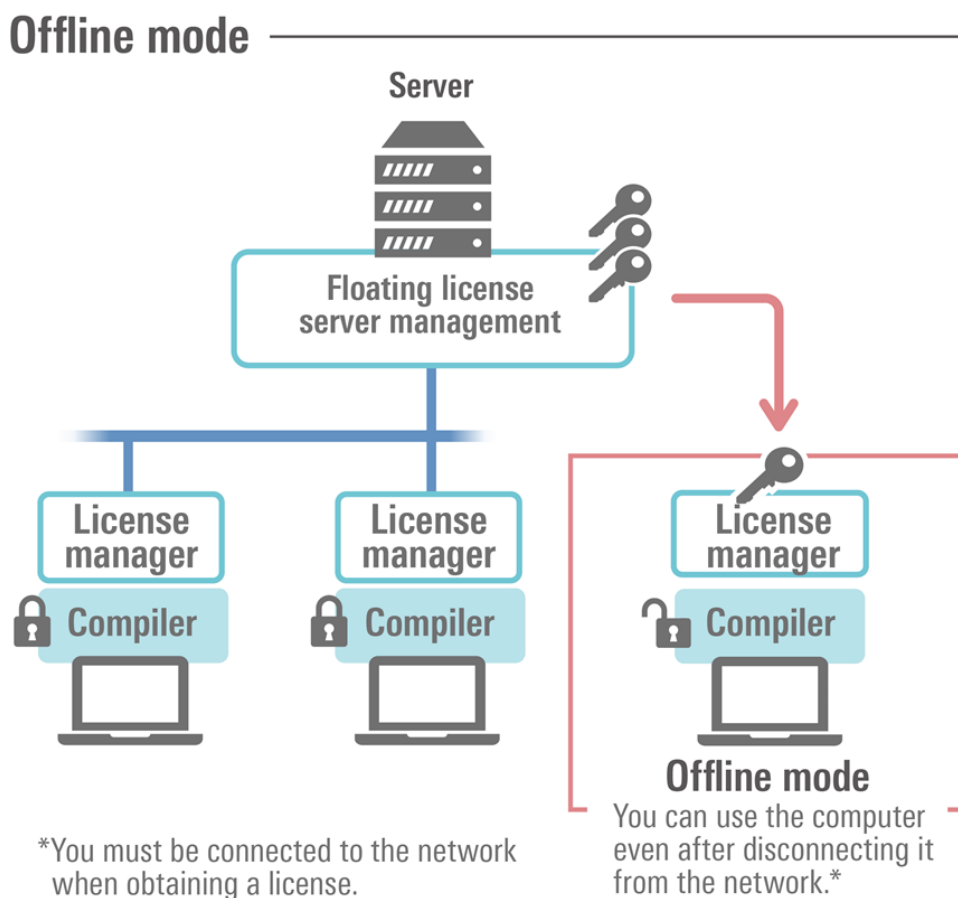 Offline mode
Server
Floating license
server management
License
manager
Compiler
License
manager
Compiler
License
manager
Compiler
Offline mode
You can use the computer
even after disconnecting it
from the network.*
*You must be connected to the network
when obtaining a license.